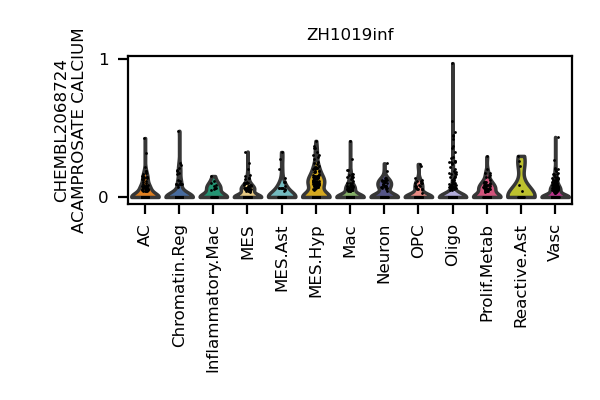 ZH1019inf
CHEMBL2068724
ACAMPROSATE CALCIUM
1
0
AC
Chromatin.Reg
Inflammatory.Mac
MES
MES.Ast
MES.Hyp
Mac
Neuron
OPC
Oligo
Prolif.Metab
Reactive.Ast
Vasc